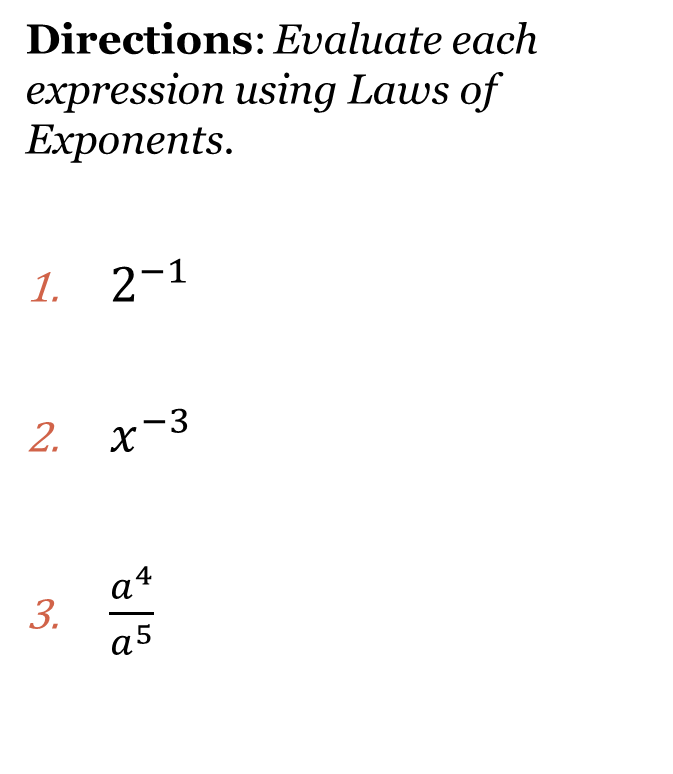 Directions: Evaluate each
expression using Laws of
Exponents.
1. 2⁻¹
2. x⁻³
3. a⁴/a⁵